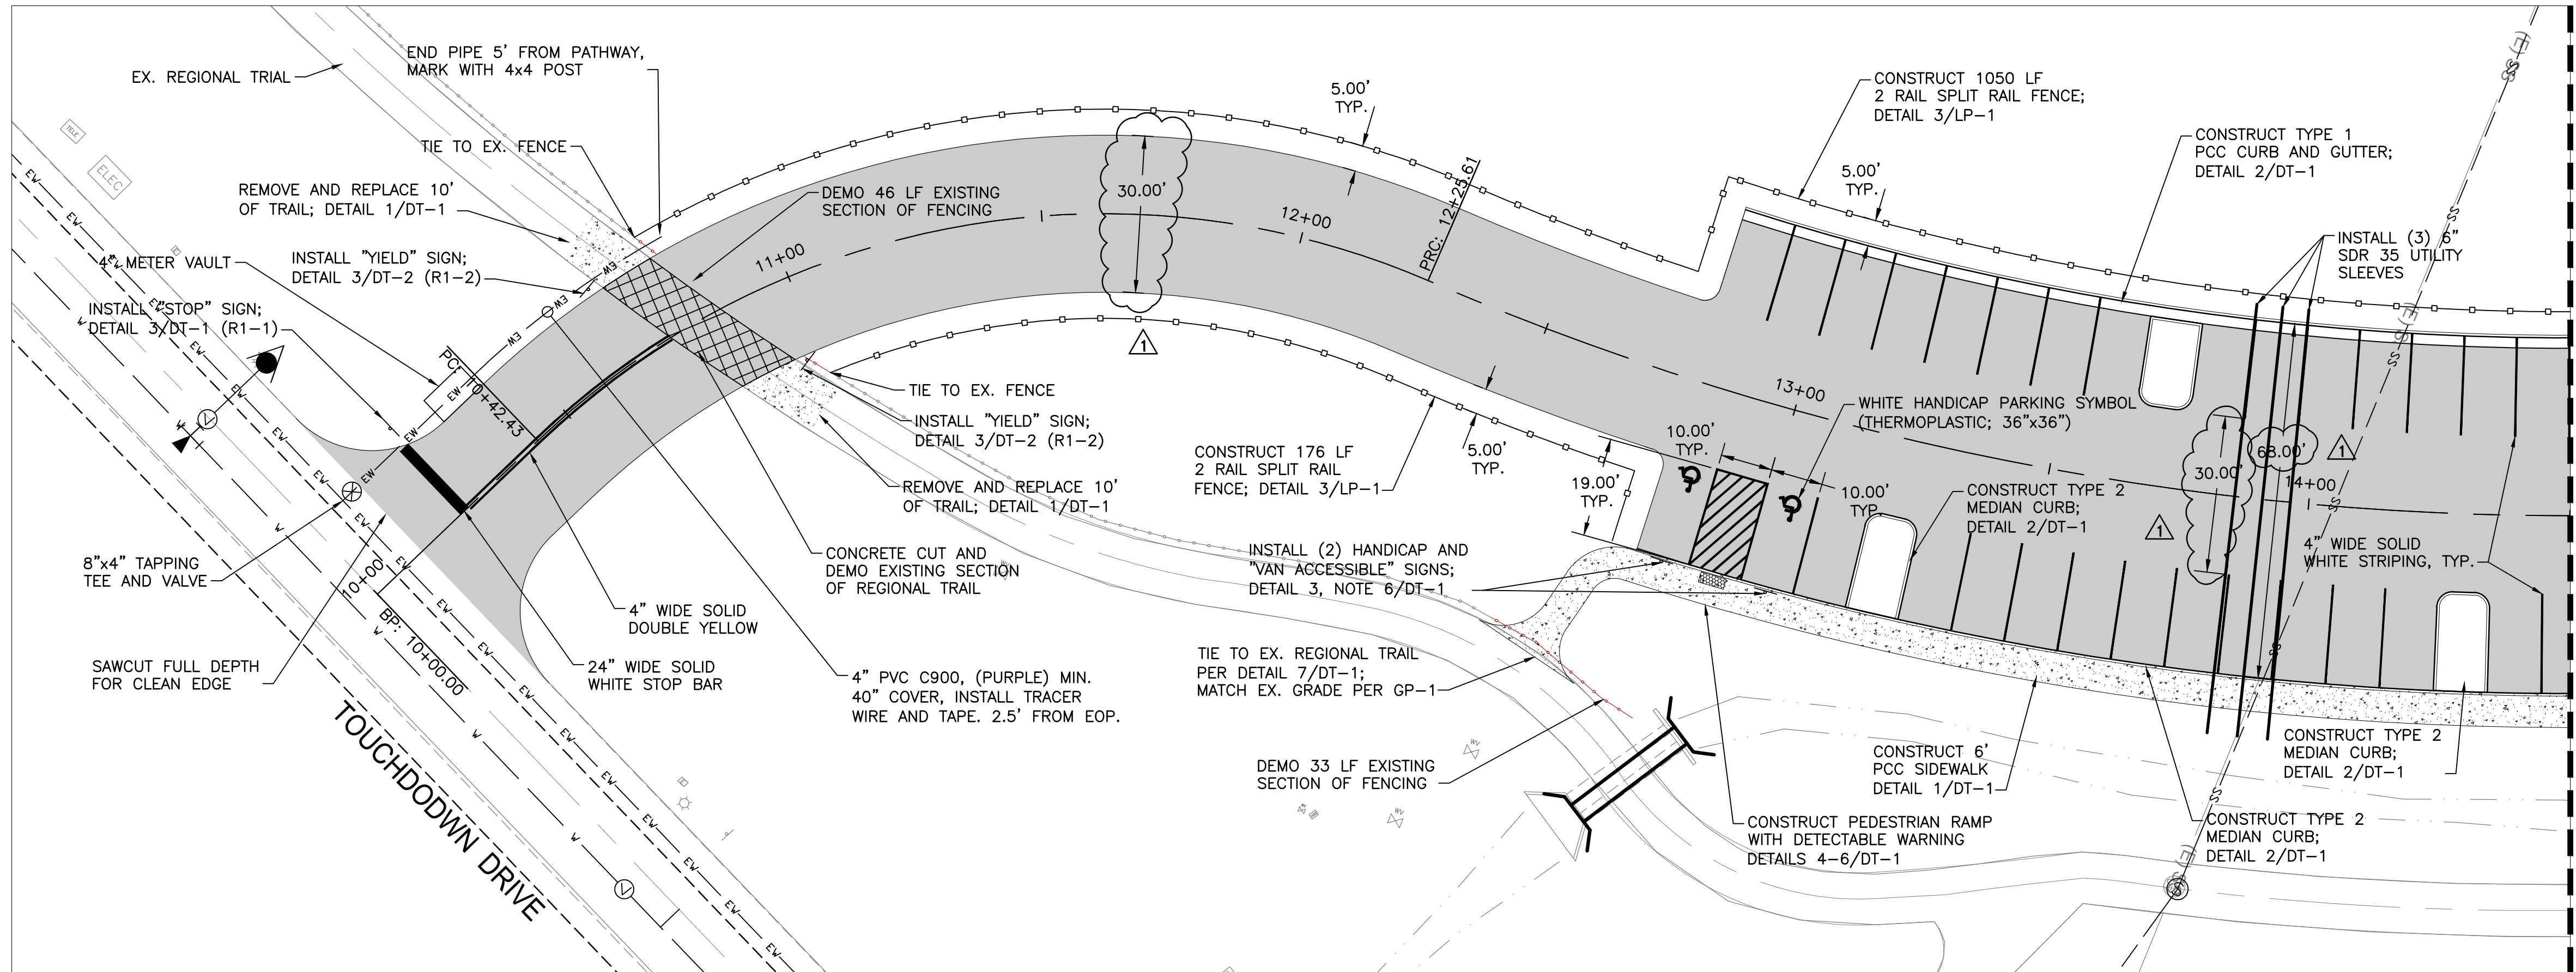 EX. REGIONAL TRIAL
END PIPE 5' FROM PATHWAY,
MARK WITH 4x4 POST
TIE TO EX. FENCE
REMOVE AND REPLACE 10'
OF TRAIL; DETAIL 1/DT-1
INSTALL "YIELD" SIGN;
DETAIL 3/DT-2 (R1-2)
4" METER VAULT
INSTALL "STOP" SIGN;
DETAIL 3/DT-1 (R1-1)
TELE
ELEC
DEMO 46 LF EXISTING
SECTION OF FENCING
11+00
30.00'
1
12+00
5.00'
TYP.
PRC: 12+25.61
CONSTRUCT 1050 LF
2 RAIL SPLIT RAIL FENCE;
DETAIL 3/LP-1
5.00'
TYP.
CONSTRUCT TYPE 1
PCC CURB AND GUTTER;
DETAIL 2/DT-1
INSTALL (3) 6"
SDR 35 UTILITY
SLEEVES
(E) SS
PC: 10+42.43
EW
W
TIE TO EX. FENCE
INSTALL "YIELD" SIGN;
DETAIL 3/DT-2 (R1-2)
REMOVE AND REPLACE 10'
OF TRAIL; DETAIL 1/DT-1
CONCRETE CUT AND
DEMO EXISTING SECTION
OF REGIONAL TRAIL
4" WIDE SOLID
DOUBLE YELLOW
24" WIDE SOLID
WHITE STOP BAR
4" PVC C900, (PURPLE) MIN.
40" COVER, INSTALL TRACER
WIRE AND TAPE. 2.5' FROM EOP.
8"x4" TAPPING
TEE AND VALVE
SAWCUT FULL DEPTH
FOR CLEAN EDGE
10+00
BP: 10+00.00
TOUCHDODWN DRIVE
CONSTRUCT 176 LF
2 RAIL SPLIT RAIL
FENCE; DETAIL 3/LP-1
5.00'
TYP.
19.00'
TYP.
10.00'
TYP.
10.00'
TYP.
13+00
WHITE HANDICAP PARKING SYMBOL
(THERMOPLASTIC; 36"x36")
CONSTRUCT TYPE 2
MEDIAN CURB;
DETAIL 2/DT-1
30.00'
68.00'
1
1
14+00
4" WIDE SOLID
WHITE STRIPING, TYP.
INSTALL (2) HANDICAP AND
"VAN ACCESSIBLE" SIGNS;
DETAIL 3, NOTE 6/DT-1
TIE TO EX. REGIONAL TRAIL
PER DETAIL 7/DT-1;
MATCH EX. GRADE PER GP-1
DEMO 33 LF EXISTING
SECTION OF FENCING
CONSTRUCT PEDESTRIAN RAMP
WITH DETECTABLE WARNING
DETAILS 4-6/DT-1
CONSTRUCT 6'
PCC SIDEWALK
DETAIL 1/DT-1
CONSTRUCT TYPE 2
MEDIAN CURB;
DETAIL 2/DT-1
CONSTRUCT TYPE 2
MEDIAN CURB;
DETAIL 2/DT-1